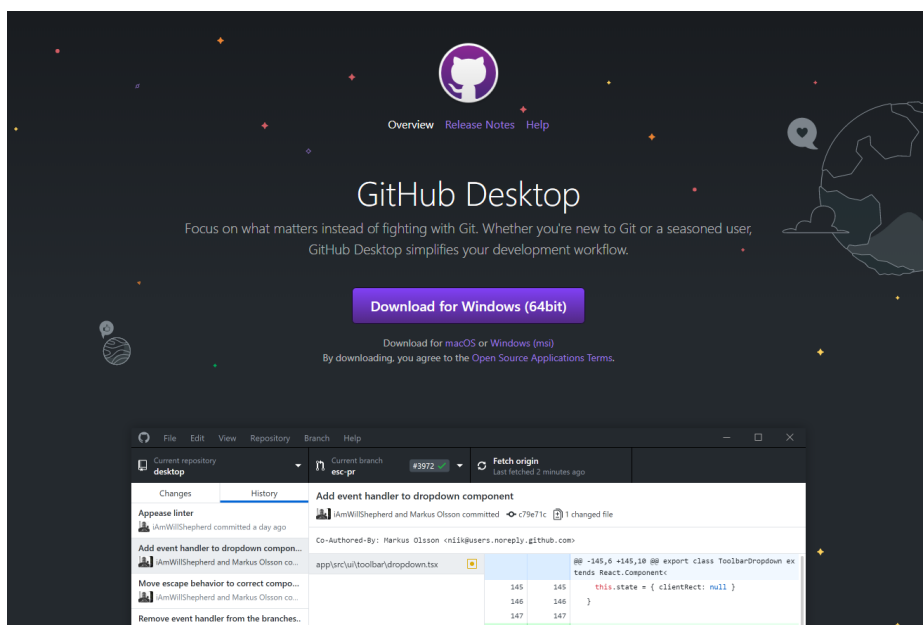 Overview Release Notes Help
GitHub Desktop
Focus on what matters instead of fighting with Git. Whether you're new to Git or a seasoned user,
GitHub Desktop simplifies your development workflow.
Download for Windows (64bit)
Download for macOS or Windows (msi)
By downloading, you agree to the Open Source Applications Terms.
File Edit View Repository Branch Help
Current repository
desktop
Current branch
esc-pr
#3972
Fetch origin
Last fetched 2 minutes ago
Changes History
Appease linter
iAmWillShepherd committed a day ago
Add event handler to dropdown compon...
iAmWillShepherd and Markus Olsson co...
Move escape behavior to correct compo...
iAmWillShepherd and Markus Olsson co...
Remove event handler from the branches..
Add event handler to dropdown component
iAmWillShepherd and Markus Olsson committed c79e71c 1 changed file
Co-Authored-By: Markus Olsson <niik@users.noreply.github.com>
app\src\ui\toolbar\dropdown.tsx
@@ -145,6 +145,10 @@ export class ToolbarDropdown ex
tends React.Component<
145 145 this.state = { clientRect: null }
146 146 }
147 147